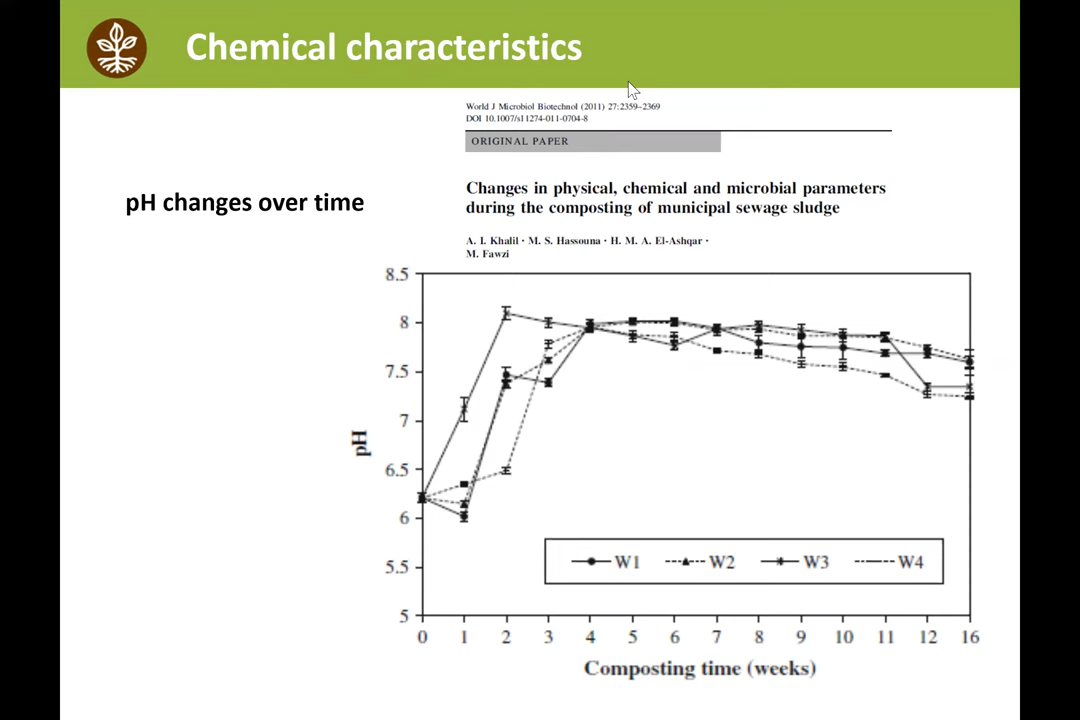 Chemical characteristics
World J Microbiol Biotechnol (2011) 27:2359–2369
DOI 10.1007/s11274-011-0704-8
ORIGINAL PAPER
pH changes over time
Changes in physical, chemical and microbial parameters
during the composting of municipal sewage sludge
A. I. Khalil · M. S. Hassouna · H. M. A. El-Ashqar ·
M. Fawzi
8.5
8
7.5
7
6.5
6
5.5
5
pH
W1 W2 W3 W4
0 1 2 3 4 5 6 7 8 9 10 11 12 16
Composting time (weeks)